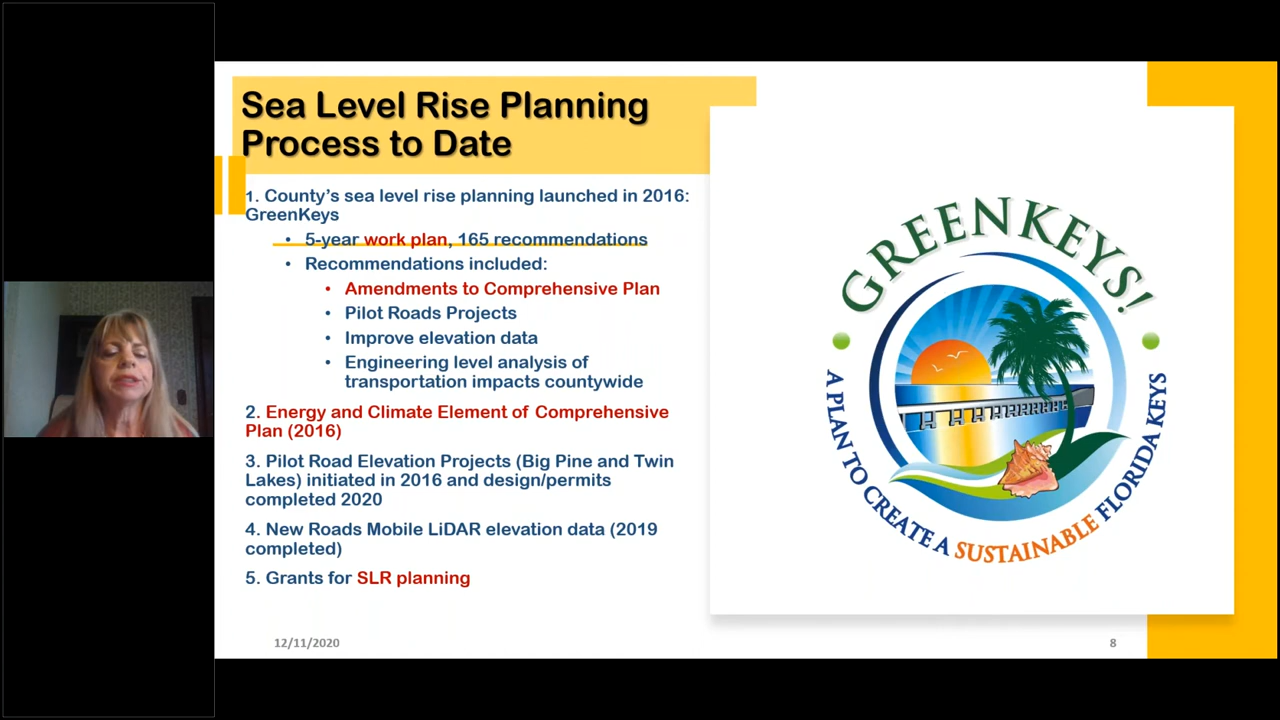 Sea Level Rise Planning
Process to Date
1. County's sea level rise planning launched in 2016:
GreenKeys
• 5-year work plan, 165 recommendations
• Recommendations included:
• Amendments to Comprehensive Plan
• Pilot Roads Projects
• Improve elevation data
• Engineering level analysis of
transportation impacts countywide
2. Energy and Climate Element of Comprehensive
Plan (2016)
3. Pilot Road Elevation Projects (Big Pine and Twin
Lakes) initiated in 2016 and design/permits
completed 2020
4. New Roads Mobile LiDAR elevation data (2019
completed)
5. Grants for SLR planning
GREENKEYS!
A PLAN TO CREATE A SUSTAINABLE FLORIDA KEYS
12/11/2020
8